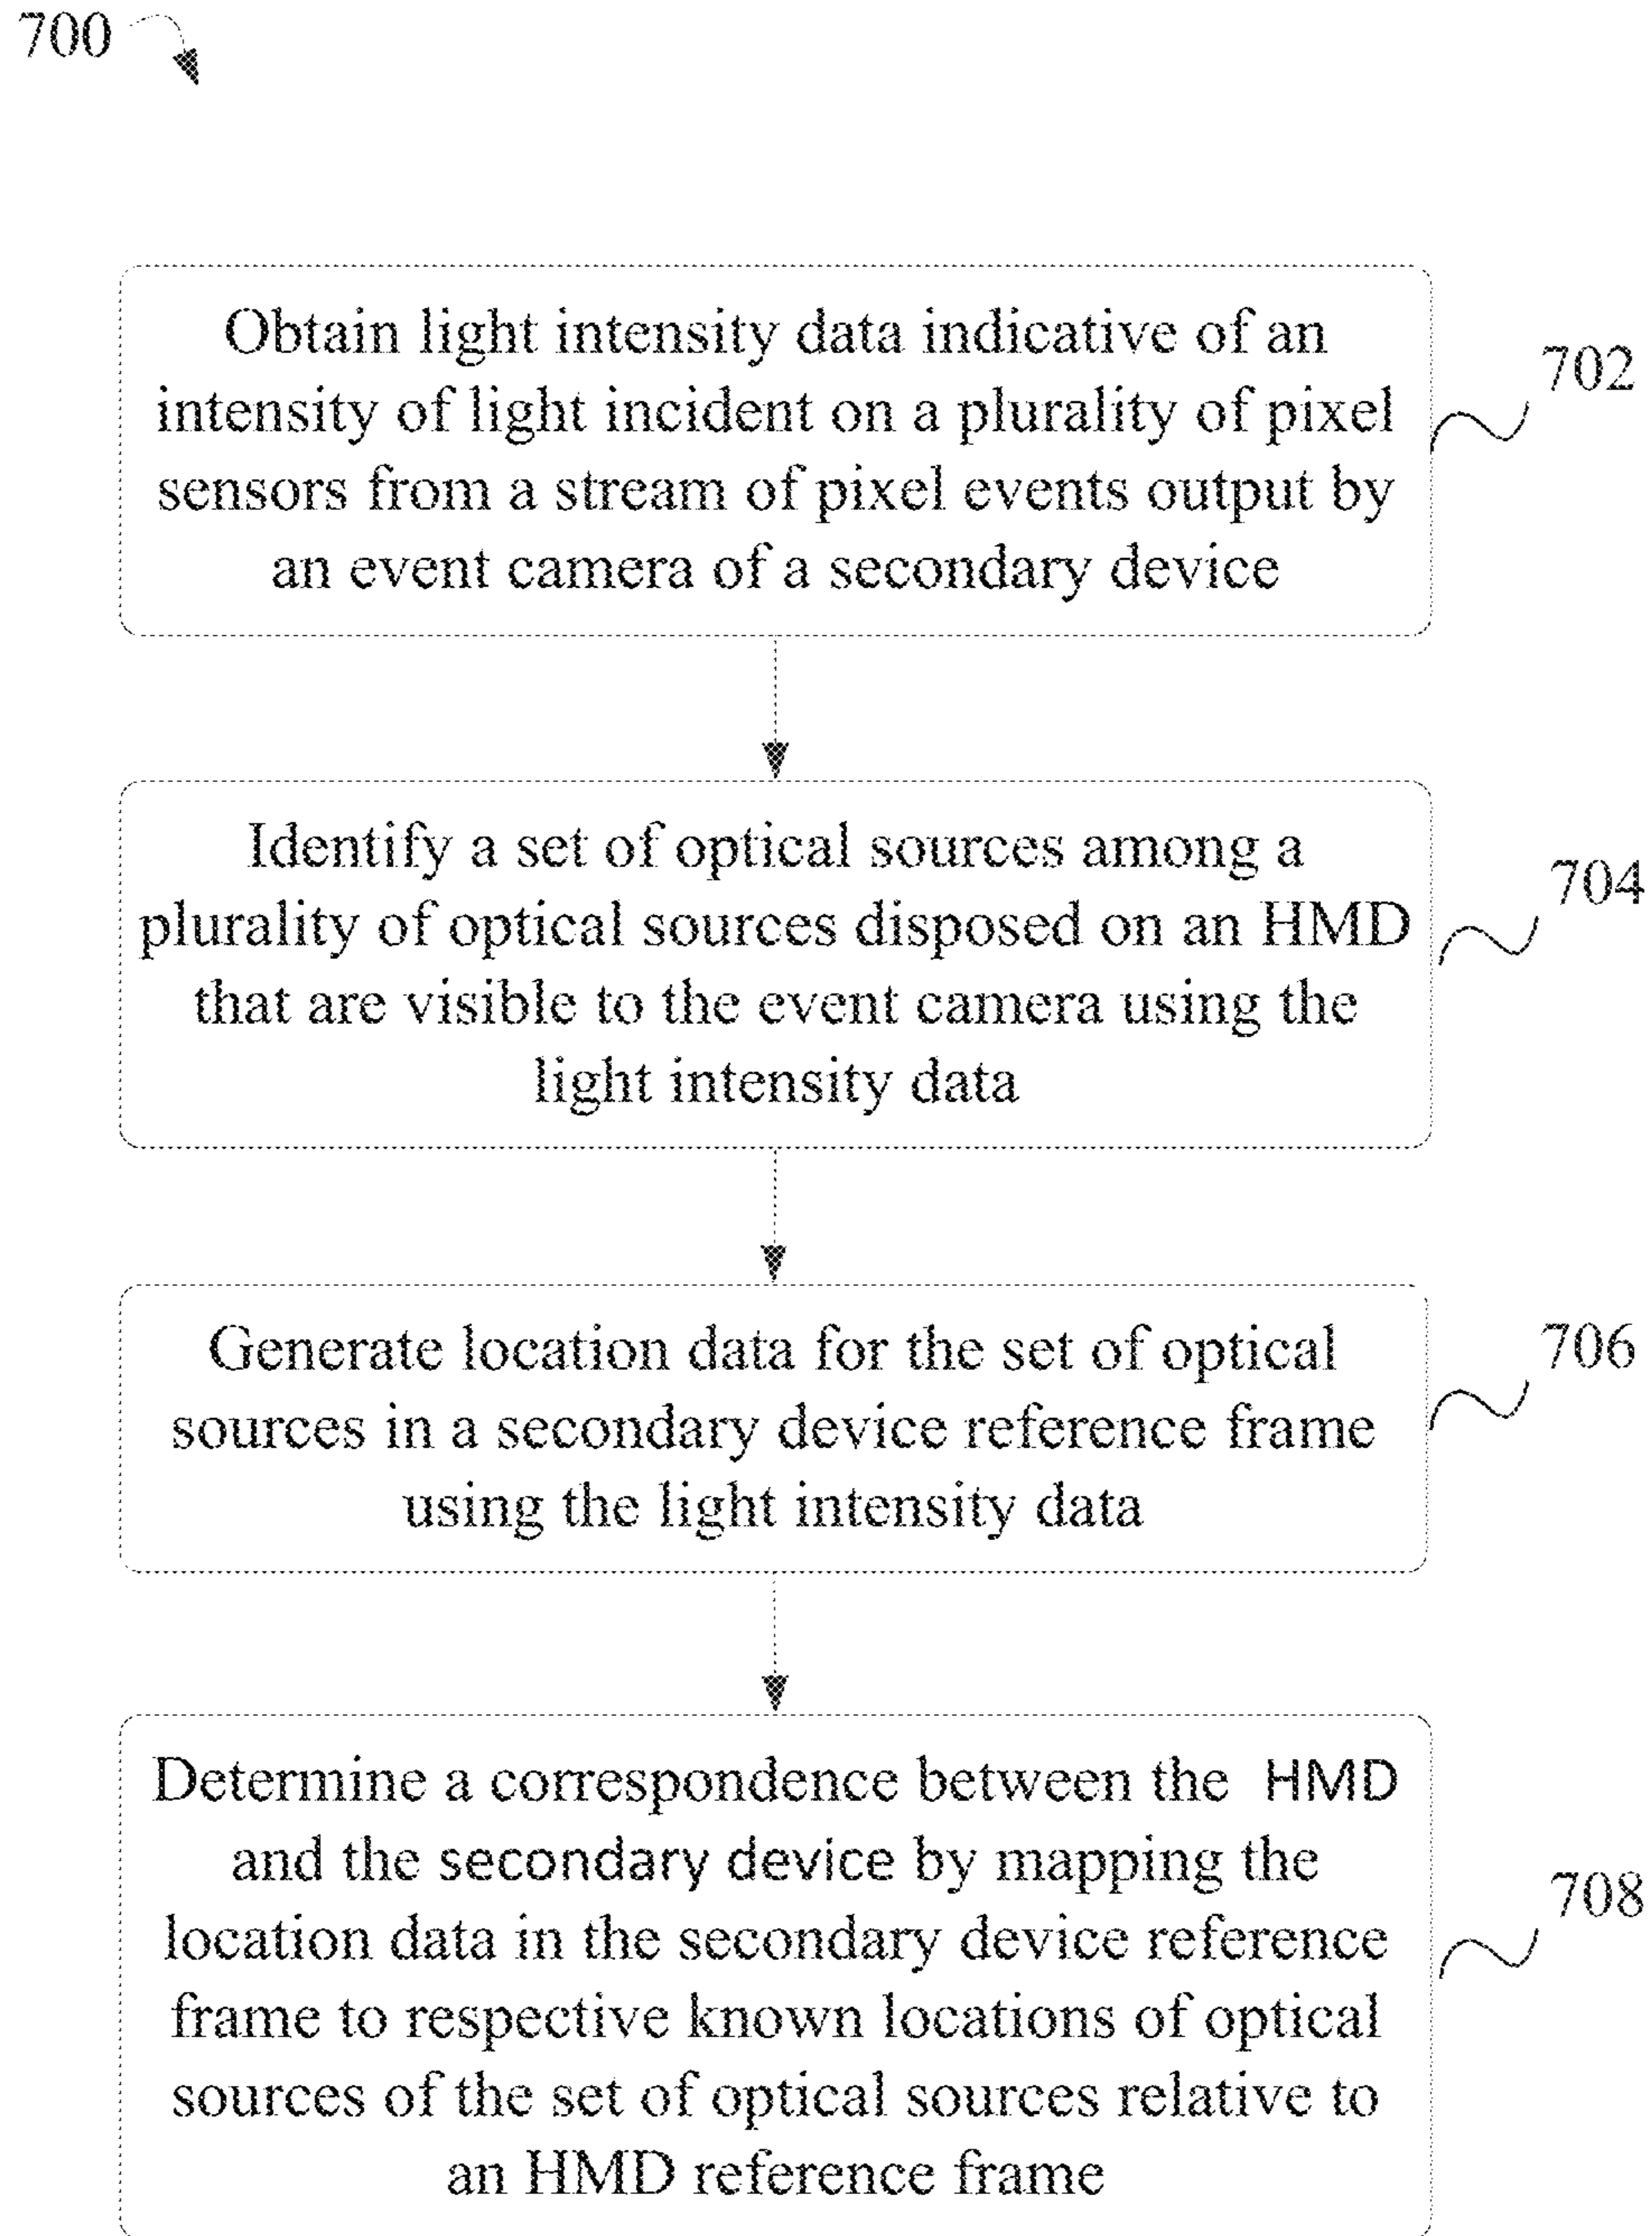 700
Obtain light intensity data indicative of an
intensity of light incident on a plurality of pixel
sensors from a stream of pixel events output by
an event camera of a secondary device
702
Identify a set of optical sources among a
plurality of optical sources disposed on an HMD
that are visible to the event camera using the
light intensity data
704
Generate location data for the set of optical
sources in a secondary device reference frame
using the light intensity data
706
Determine a correspondence between the HMD
and the secondary device by mapping the
location data in the secondary device reference
frame to respective known locations of optical
sources of the set of optical sources relative to
an HMD reference frame
708